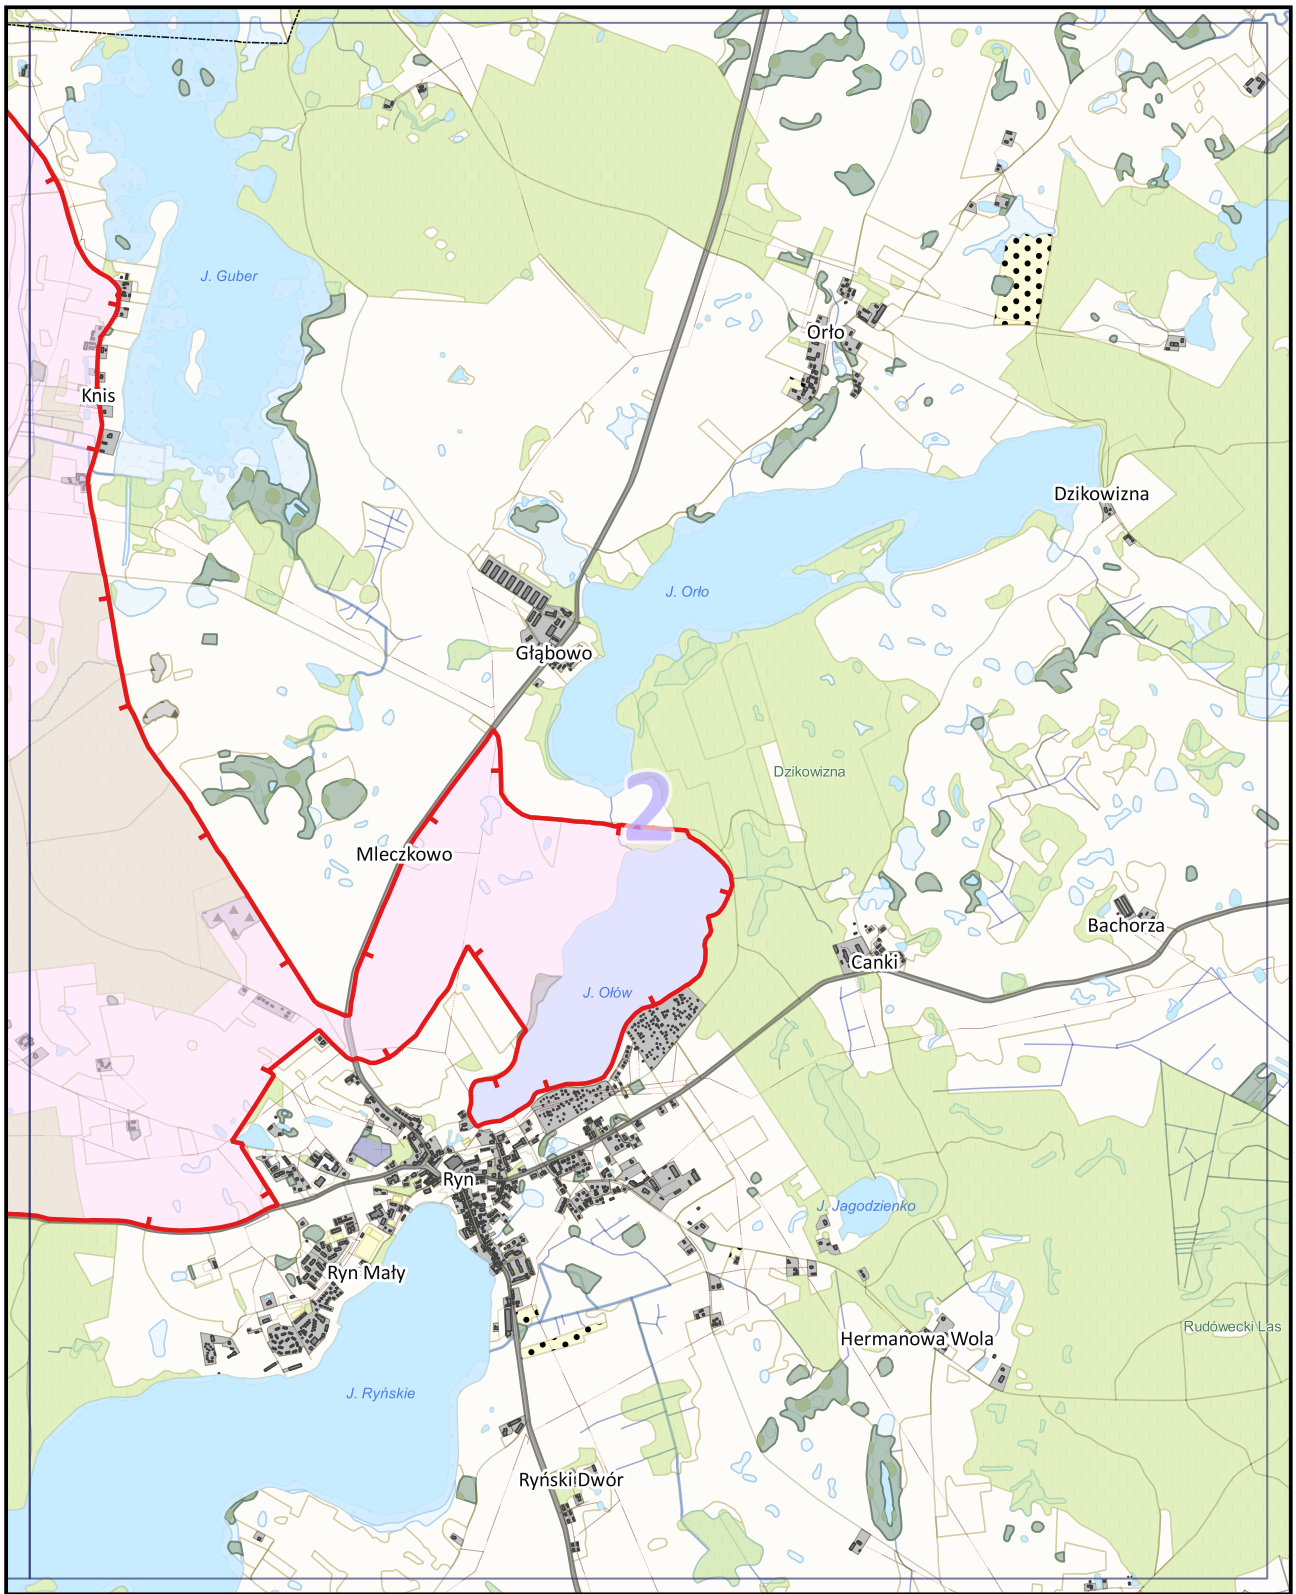 J. Guber
Orło
Knis
Dzikowizna
J. Orło
Głąbowo
Dzikowizna
2
Mleczkowo
Bachorza
Canki
J. Ołów
Ryn
J. Jagodzienko
Ryn Mały
Rudówecki Las
Hermanowa Wola
J. Ryńskie
Ryński Dwór